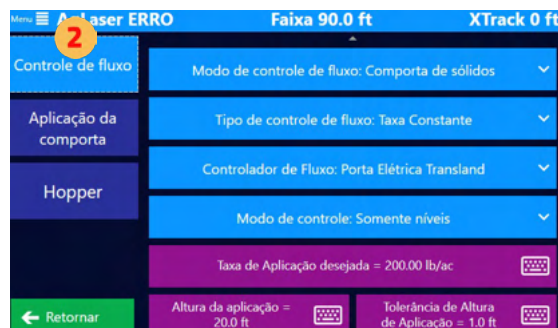 Menu AgLaser ERRO Faixa 90.0 ft XTrack 0 ft
2
Controle de fluxo
Modo de controle de fluxo: Comporta de sólidos
Aplicação da
comporta
Tipo de controle de fluxo: Taxa Constante
Hopper
Controlador de Fluxo: Porta Elétrica Transland
Modo de controle: Somente níveis
Taxa de Aplicação desejada = 200.00 lb/ac
Retornar
Altura da aplicação =
20.0 ft
Tolerância de Altura
de Aplicação = 1.0 ft